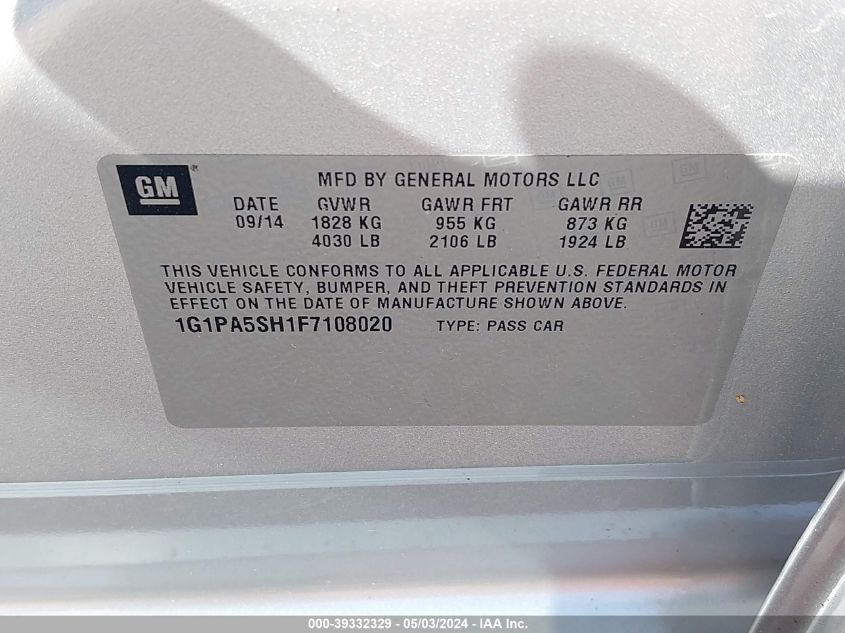 GM
MFD BY GENERAL MOTORS LLC
DATE GVWR GAWR FRT GAWR RR
09/14 1828 KG 955 KG 873 KG
4030 LB 2106 LB 1924 LB
THIS VEHICLE CONFORMS TO ALL APPLICABLE U.S. FEDERAL MOTOR
VEHICLE SAFETY, BUMPER, AND THEFT PREVENTION STANDARDS IN
EFFECT ON THE DATE OF MANUFACTURE SHOWN ABOVE.
1G1PA5SH1F7108020 TYPE: PASS CAR
000-39332329 - 05/03/2024 - IAA Inc.